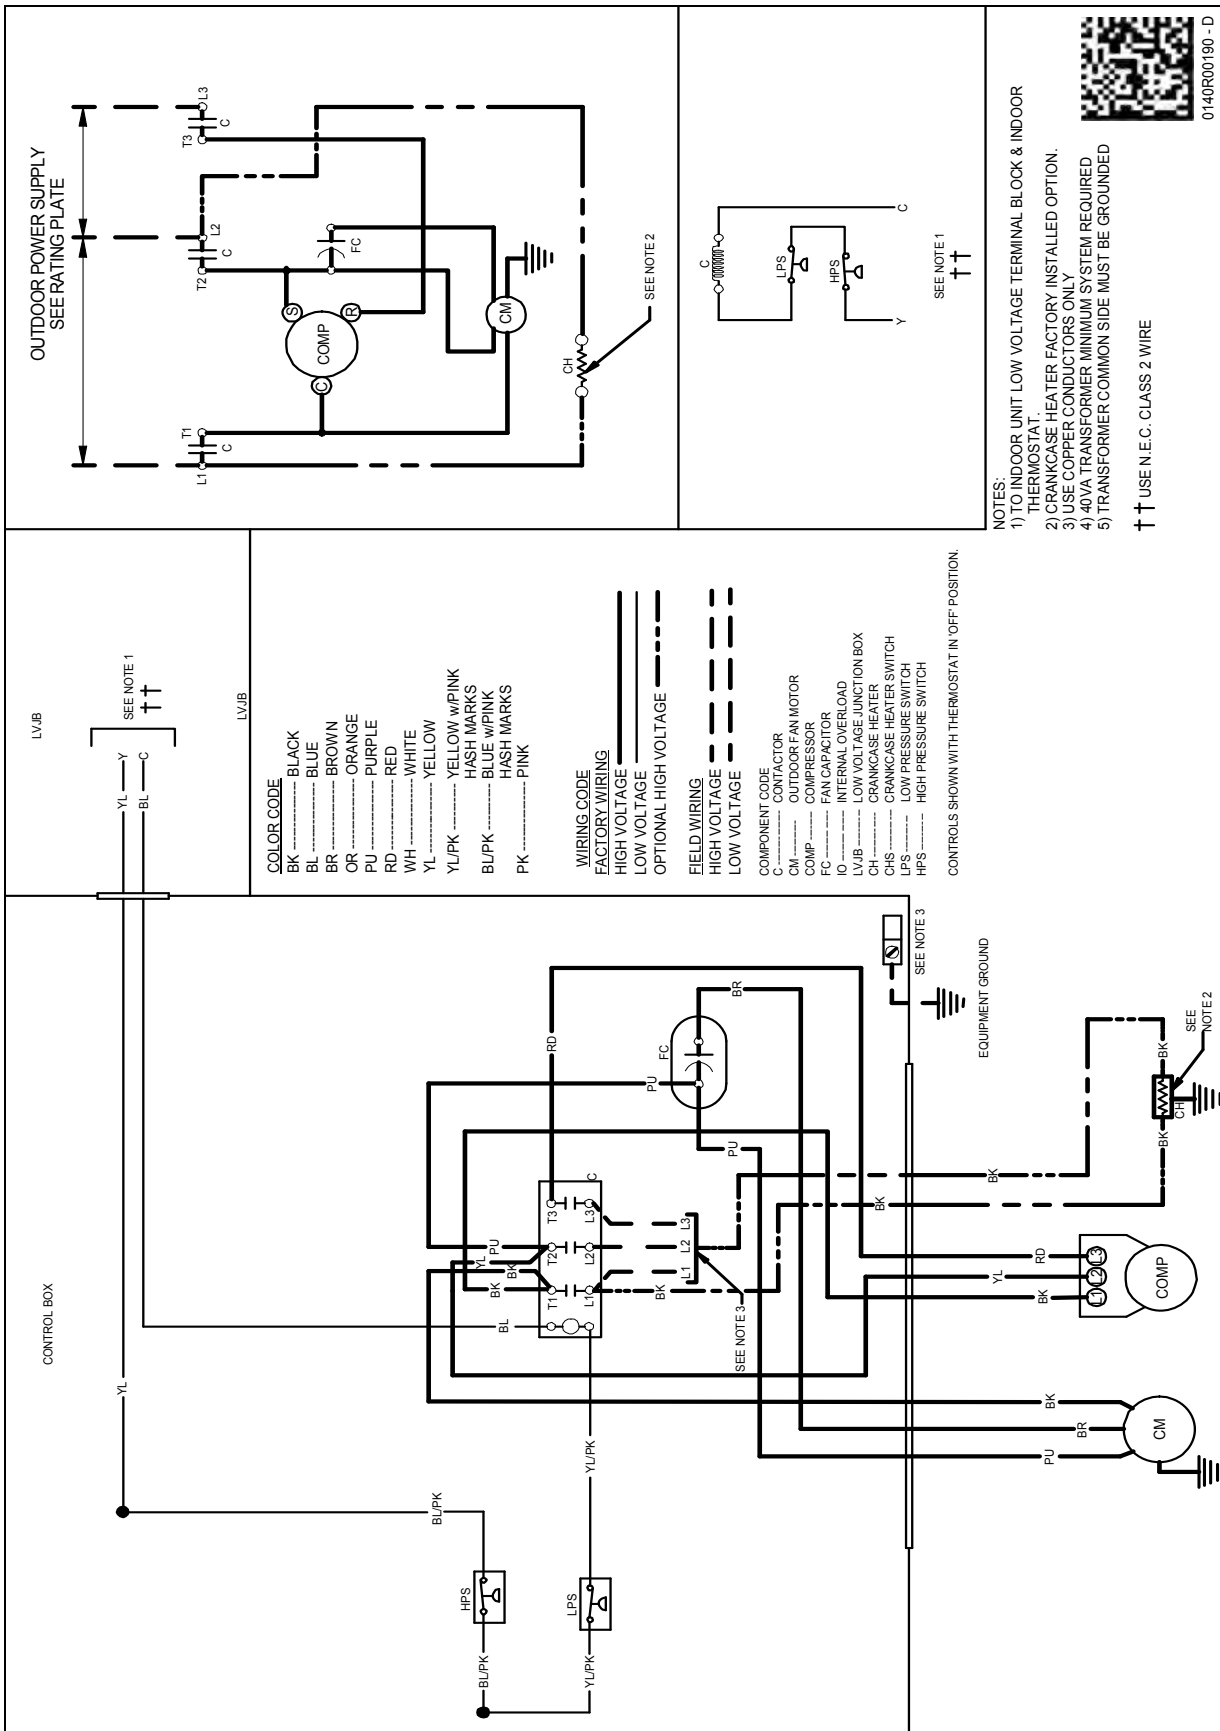 OUTDOOR POWER SUPPLY
SEE RATING PLATE
L1
T1
C
T2
L2
C
T3
L3
C
C
COMP
S
R
FC
CM
CH
SEE NOTE 2
C
LPS
HPS
Y
C
SEE NOTE 1
††
NOTES:
1) TO INDOOR UNIT LOW VOLTAGE TERMINAL BLOCK & INDOOR
THERMOSTAT.
2) CRANKCASE HEATER FACTORY INSTALLED OPTION.
3) USE COPPER CONDUCTORS ONLY
4) 40VA TRANSFORMER MINIMUM SYSTEM REQUIRED
5) TRANSFORMER COMMON SIDE MUST BE GROUNDED
†† USE N.E.C. CLASS 2 WIRE
0140R00190 - D
LVJB
YL
Y
BL
C
SEE NOTE 1
††
LVJB
COLOR CODE
BK ---------- BLACK
BL ---------- BLUE
BR ---------- BROWN
OR ---------- ORANGE
PU ---------- PURPLE
RD ---------- RED
WH ---------- WHITE
YL ---------- YELLOW
YL/PK -------- YELLOW w/PINK
HASH MARKS
BL/PK -------- BLUE w/PINK
HASH MARKS
PK ---------- PINK
WIRING CODE
FACTORY WIRING
HIGH VOLTAGE
LOW VOLTAGE
OPTIONAL HIGH VOLTAGE
FIELD WIRING
HIGH VOLTAGE
LOW VOLTAGE
COMPONENT CODE
C ---------- CONTACTOR
CM -------- OUTDOOR FAN MOTOR
COMP ------ COMPRESSOR
FC ---------- FAN CAPACITOR
IO ---------- INTERNAL OVERLOAD
LVJB -------- LOW VOLTAGE JUNCTION BOX
CH ---------- CRANKCASE HEATER
CHS -------- CRANKCASE HEATER SWITCH
LPS -------- LOW PRESSURE SWITCH
HPS -------- HIGH PRESSURE SWITCH
CONTROLS SHOWN WITH THERMOSTAT IN 'OFF' POSITION.
CONTROL BOX
YL
BL/PK
HPS
BL/PK
LPS
YL/PK
YL/PK
BL
BK
BK
YL
PU
T1
T2
T3
L1
L2
L3
C
BK
L1
L2
L3
SEE NOTE 3
RD
PU
FC
BR
PU
SEE NOTE 3
EQUIPMENT GROUND
BK
BK
BK
BK
CH
SEE
NOTE 2
RD
YL
BK
L1
L2
L3
COMP
BK
BR
PU
CM